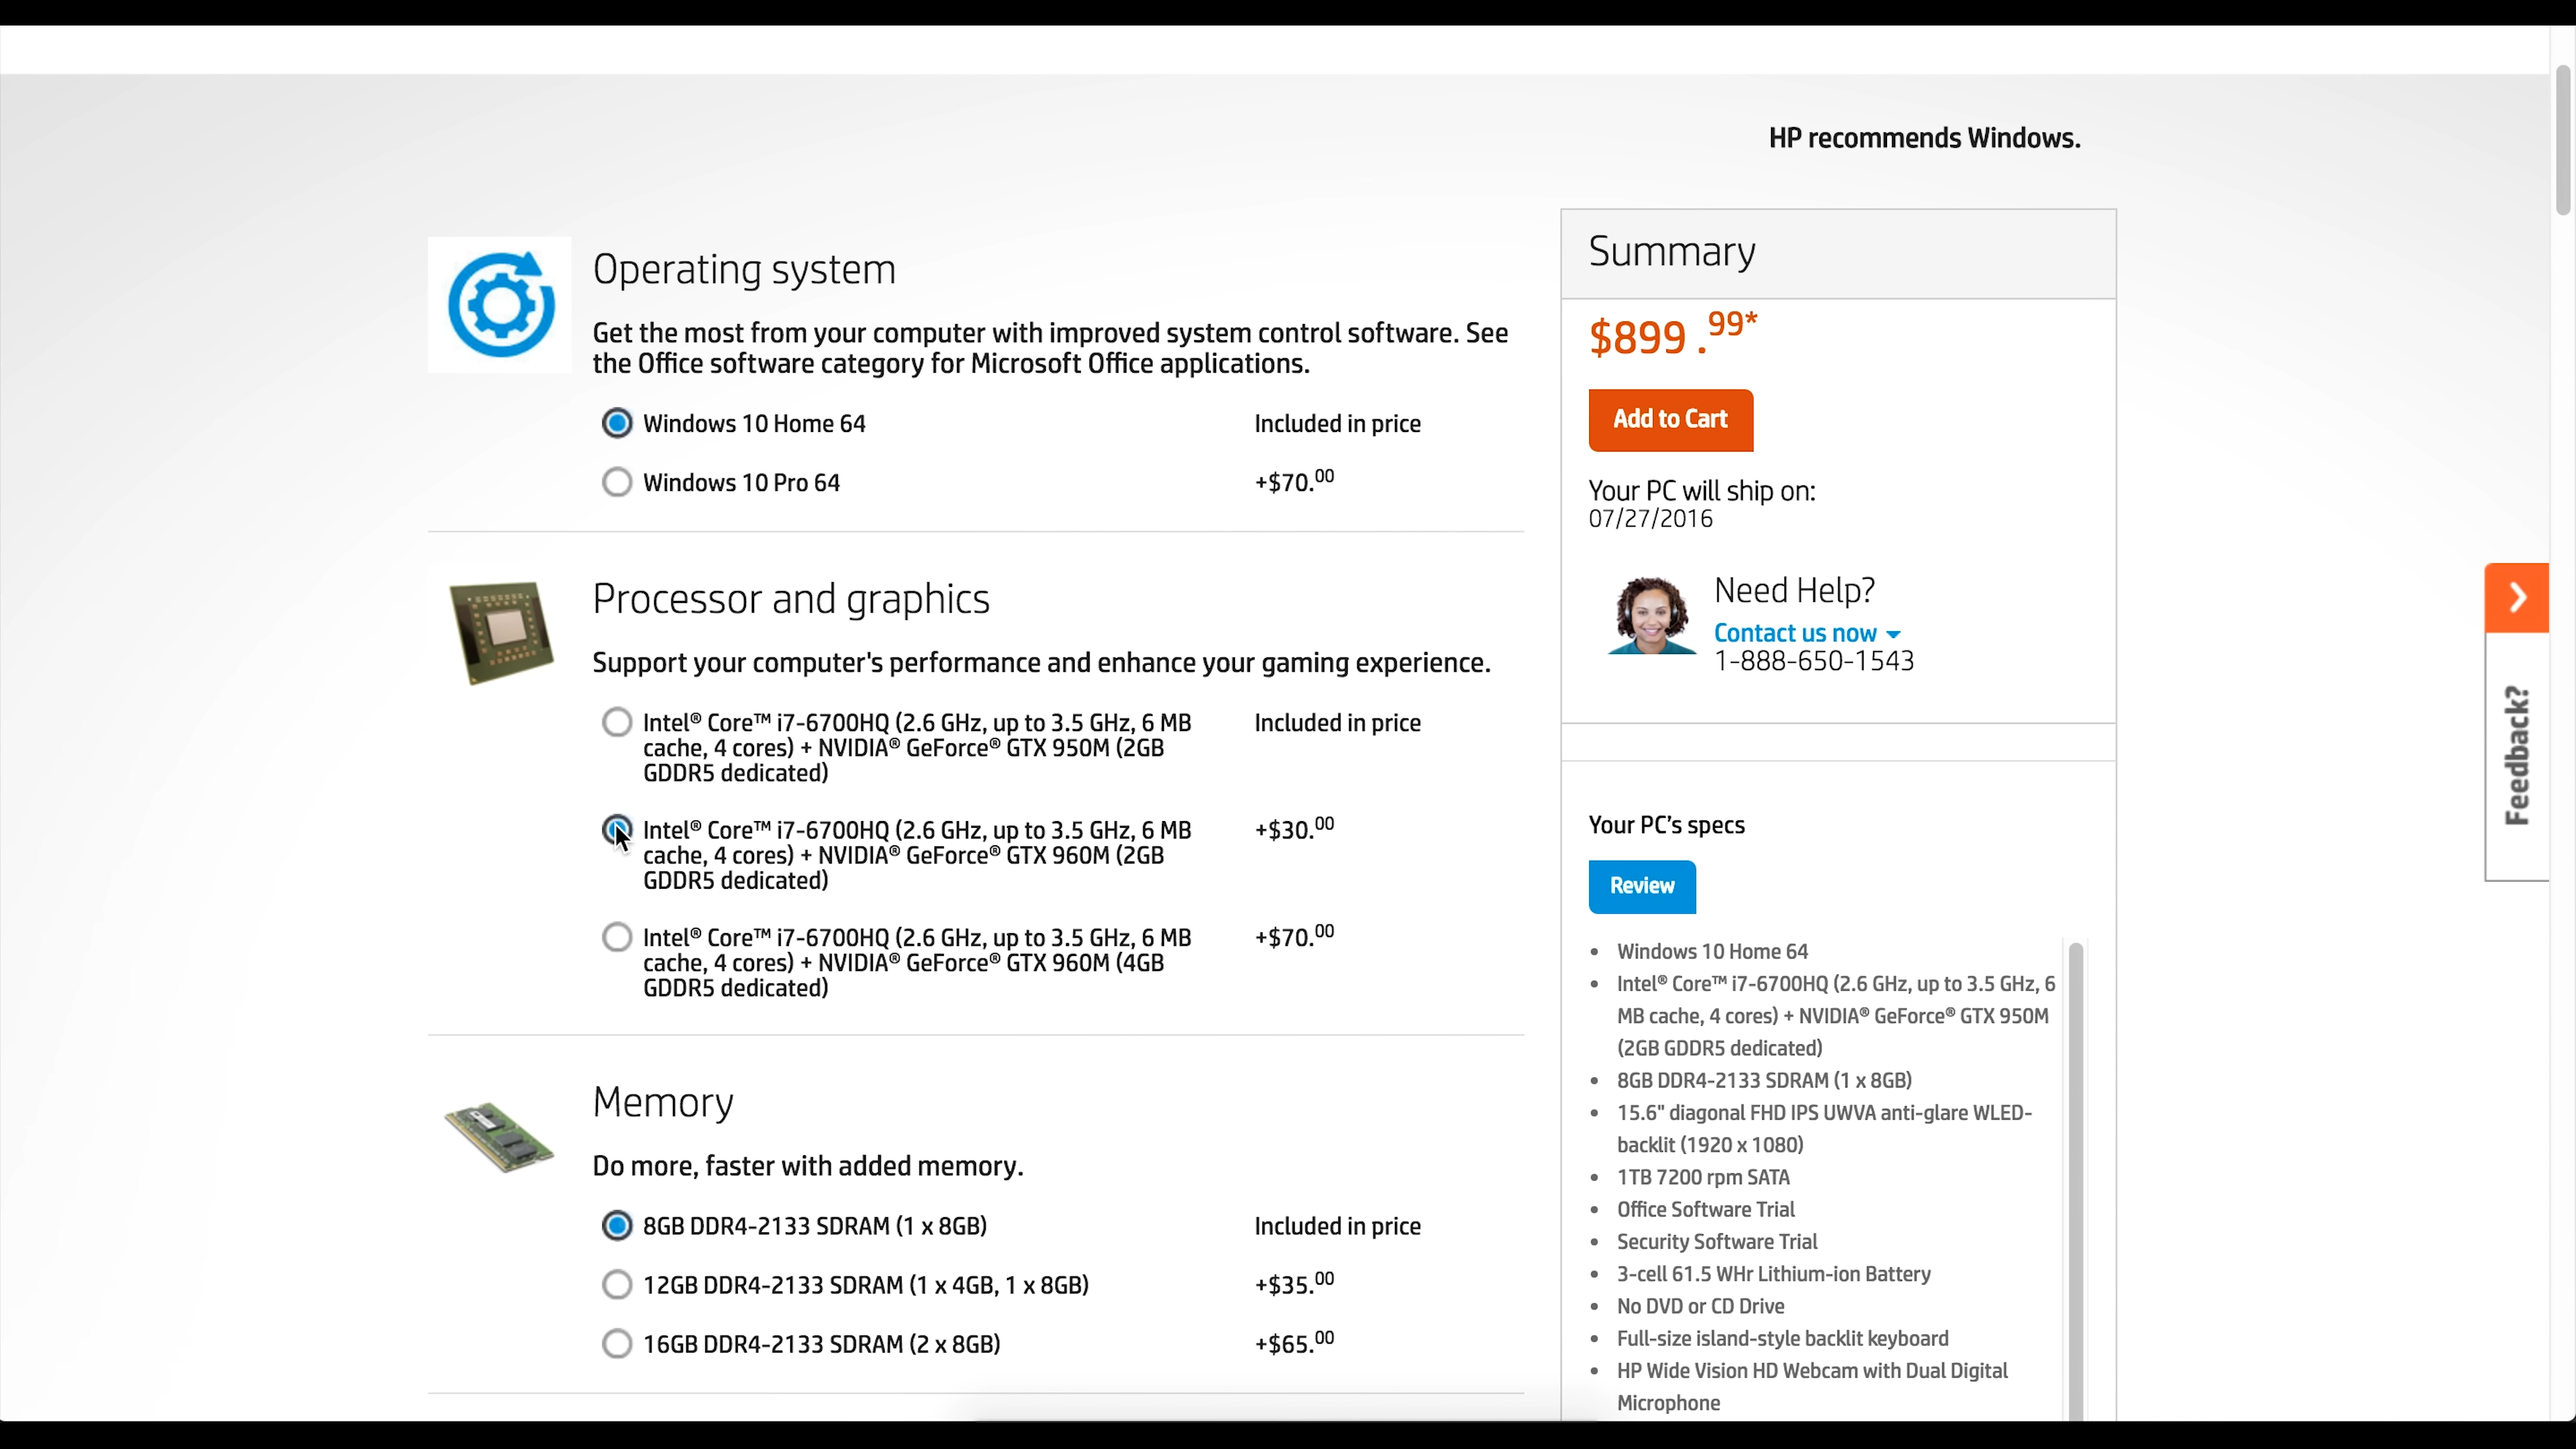 HP recommends Windows.
Operating system
Get the most from your computer with improved system control software. See
the Office software category for Microsoft Office applications.
Windows 10 Home 64 Included in price
Windows 10 Pro 64 +$70.00
Processor and graphics
Support your computer's performance and enhance your gaming experience.
Intel® Core™ i7-6700HQ (2.6 GHz, up to 3.5 GHz, 6 MB Included in price
cache, 4 cores) + NVIDIA® GeForce® GTX 950M (2GB
GDDR5 dedicated)
Intel® Core™ i7-6700HQ (2.6 GHz, up to 3.5 GHz, 6 MB +$30.00
cache, 4 cores) + NVIDIA® GeForce® GTX 960M (2GB
GDDR5 dedicated)
Intel® Core™ i7-6700HQ (2.6 GHz, up to 3.5 GHz, 6 MB +$70.00
cache, 4 cores) + NVIDIA® GeForce® GTX 960M (4GB
GDDR5 dedicated)
Memory
Do more, faster with added memory.
8GB DDR4-2133 SDRAM (1 x 8GB) Included in price
12GB DDR4-2133 SDRAM (1 x 4GB, 1 x 8GB) +$35.00
16GB DDR4-2133 SDRAM (2 x 8GB) +$65.00
Summary
$899.99*
Add to Cart
Your PC will ship on:
07/27/2016
Need Help?
Contact us now
1-888-650-1543
Your PC's specs
Review
• Windows 10 Home 64
• Intel® Core™ i7-6700HQ (2.6 GHz, up to 3.5 GHz, 6
MB cache, 4 cores) + NVIDIA® GeForce® GTX 950M
(2GB GDDR5 dedicated)
• 8GB DDR4-2133 SDRAM (1 x 8GB)
• 15.6" diagonal FHD IPS UWVA anti-glare WLED-
backlit (1920 x 1080)
• 1TB 7200 rpm SATA
• Office Software Trial
• Security Software Trial
• 3-cell 61.5 WHr Lithium-ion Battery
• No DVD or CD Drive
• Full-size island-style backlit keyboard
• HP Wide Vision HD Webcam with Dual Digital
Microphone
Feedback?